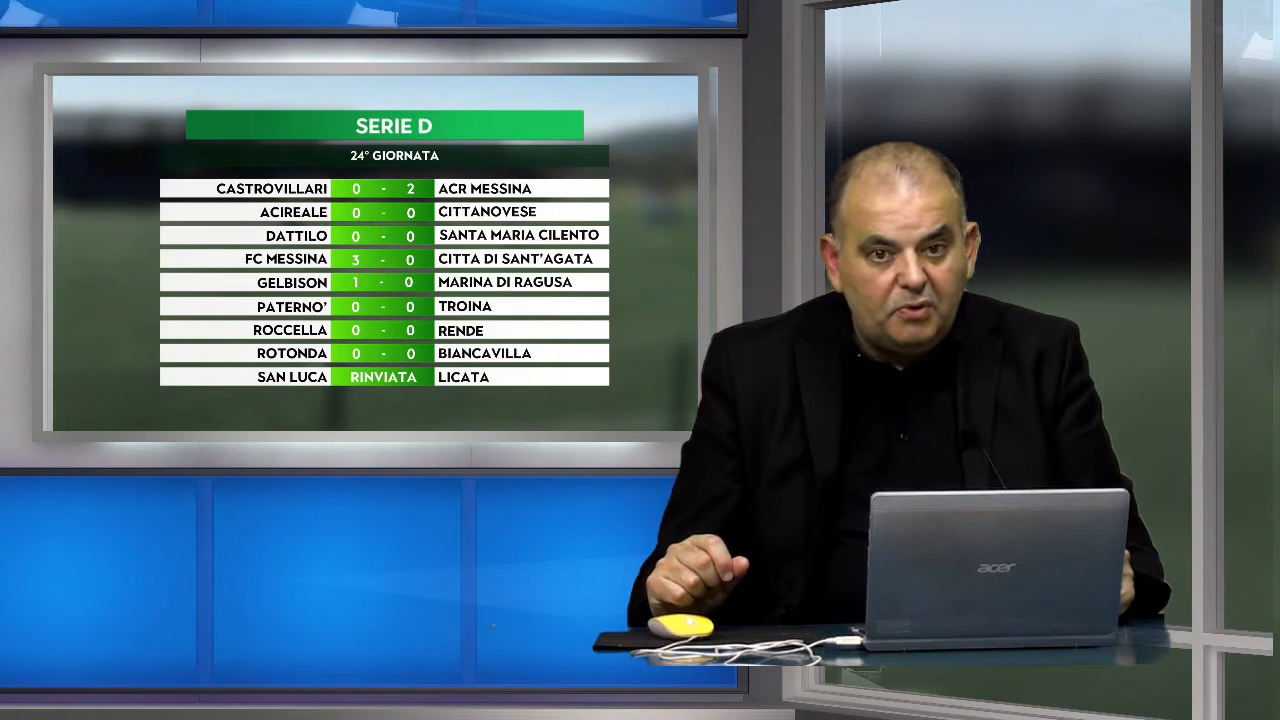 SERIE D
24° GIORNATA
CASTROVILLARI 0 - 2 ACR MESSINA
ACIREALE 0 - 0 CITTANOVESE
DATTILO 0 - 0 SANTA MARIA CILENTO
FC MESSINA 3 - 0 CITTA DI SANT'AGATA
GELBISON 1 - 0 MARINA DI RAGUSA
PATERNO' 0 - 0 TROINA
ROCCELLA 0 - 0 RENDE
ROTONDA 0 - 0 BIANCAVILLA
SAN LUCA RINVIATA LICATA
acer